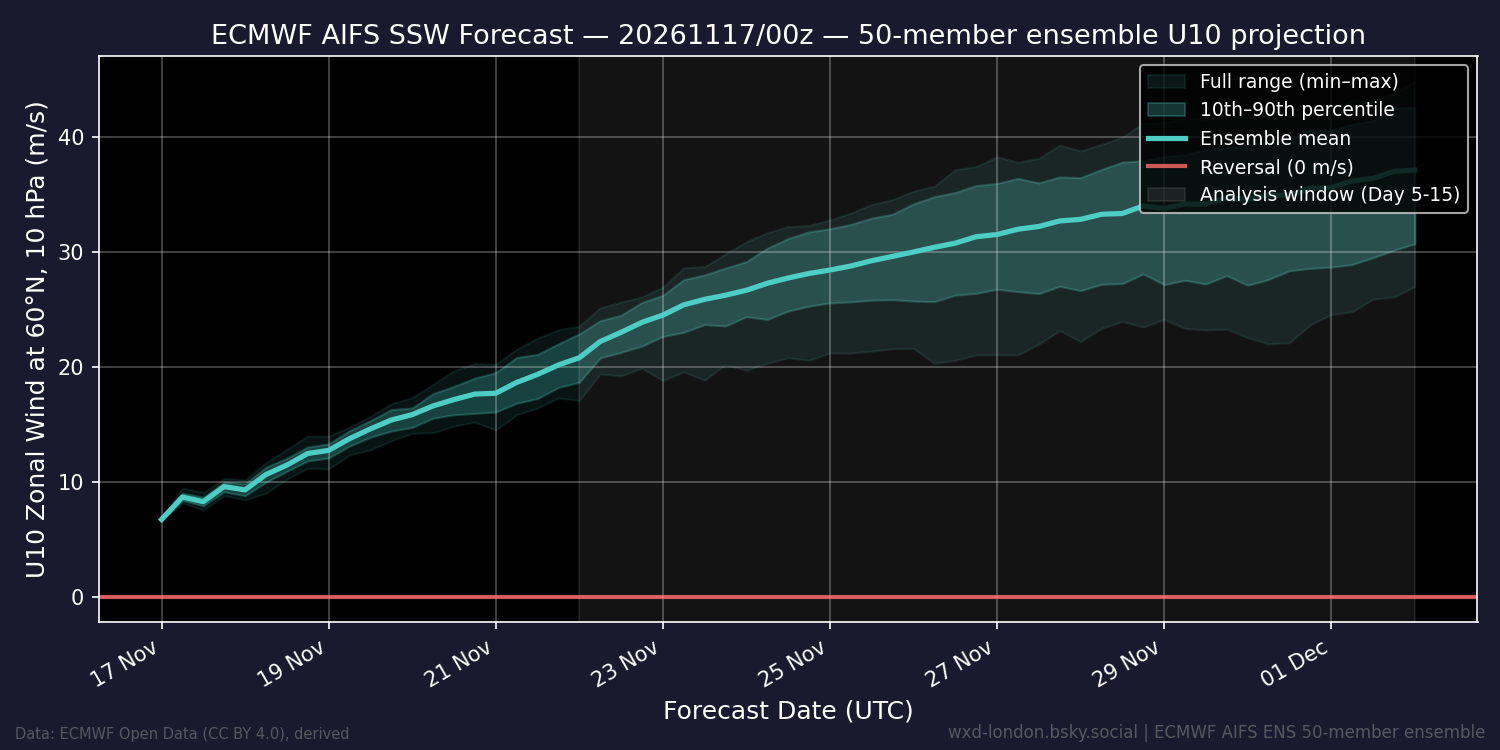 ECMWF AIFS SSW Forecast — 20261117/00z — 50-member ensemble U10 projection
Full range (min–max)
10th–90th percentile
Ensemble mean
Reversal (0 m/s)
Analysis window (Day 5-15)
U10 Zonal Wind at 60°N, 10 hPa (m/s)
40
30
20
10
0
17 Nov
19 Nov
21 Nov
23 Nov
25 Nov
27 Nov
29 Nov
01 Dec
Forecast Date (UTC)
Data: ECMWF Open Data (CC BY 4.0), derived
wxd-london.bsky.social | ECMWF AIFS ENS 50-member ensemble